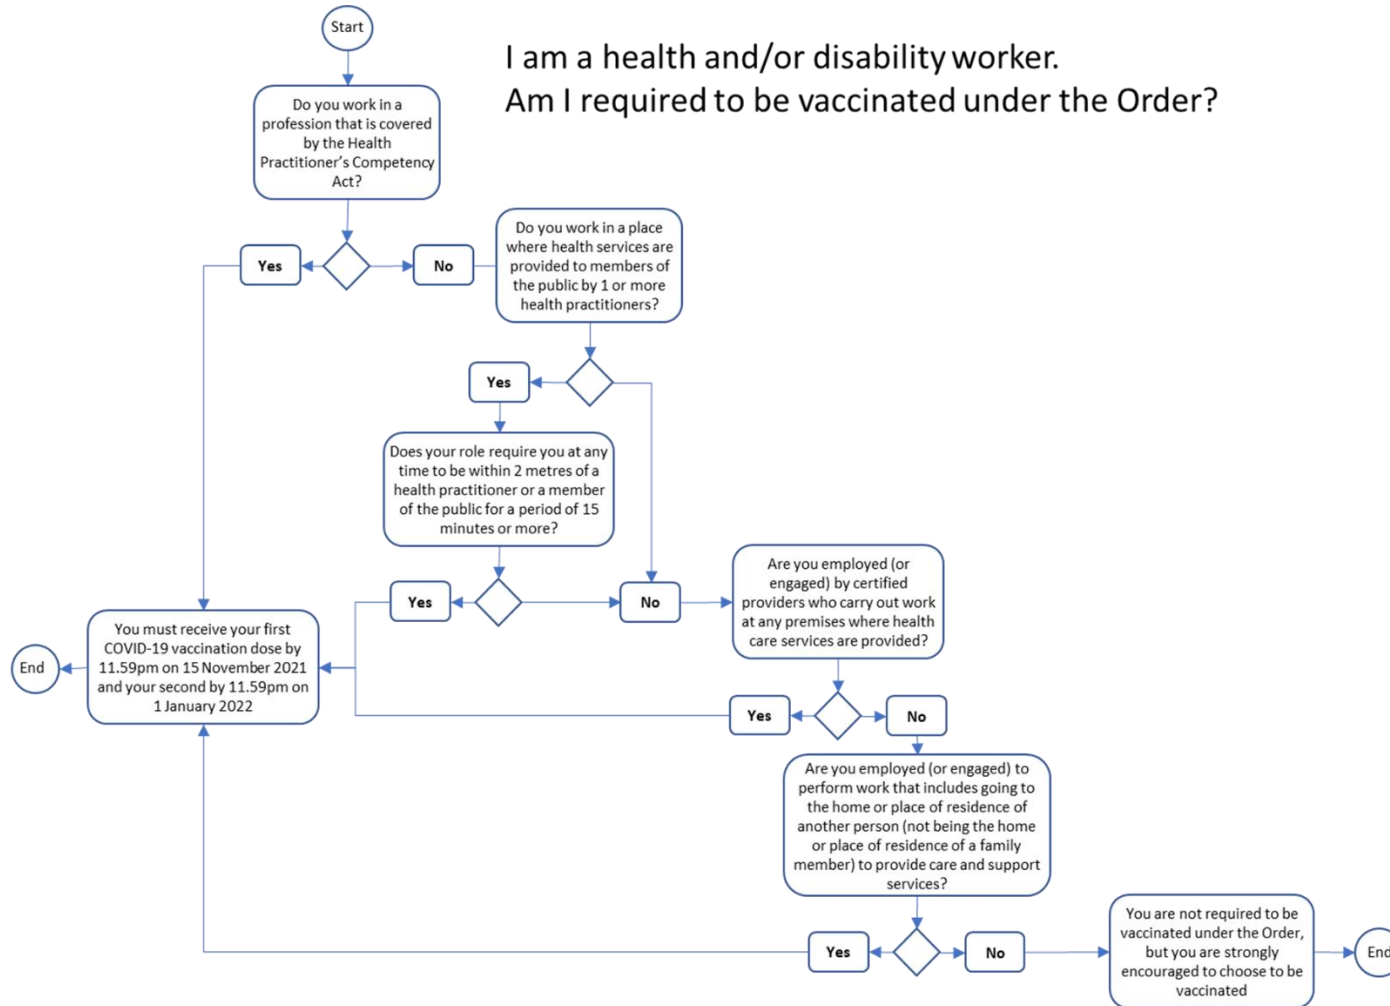 Start
I am a health and/or disability worker.
Am I required to be vaccinated under the Order?
Do you work in a
profession that is covered
by the Health
Practitioner's Competency
Act?
Yes
No
Do you work in a place
where health services are
provided to members of
the public by 1 or more
health practitioners?
Yes
Does your role require you at any
time to be within 2 metres of a
health practitioner or a member
of the public for a period of 15
minutes or more?
Yes
No
Are you employed (or
engaged) by certified
providers who carry out work
at any premises where health
care services are provided?
You must receive your first
COVID-19 vaccination dose by
11.59pm on 15 November 2021
and your second by 11.59pm on
1 January 2022
End
Yes
No
Are you employed (or engaged) to
perform work that includes going to
the home or place of residence of
another person (not being the home
or place of residence of a family
member) to provide care and support
services?
Yes
No
You are not required to be
vaccinated under the Order,
but you are strongly
encouraged to choose to be
vaccinated
End